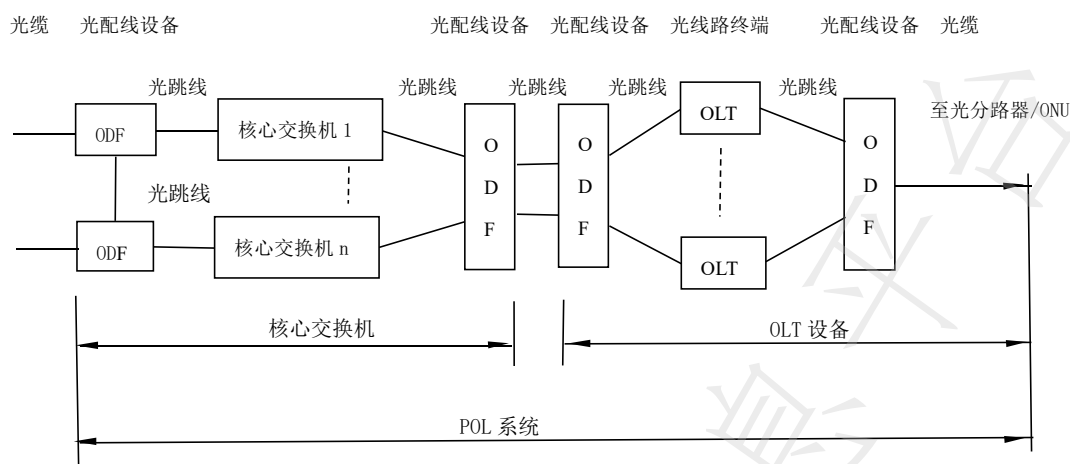 光缆 光配线设备 光配线设备 光配线设备 光线路终端 光配线设备 光缆
光跳线 光跳线 光跳线 光跳线 光跳线
ODF 核心交换机 1 ODF ODF OLT ODF 至光分路器/ONU
光跳线
ODF 核心交换机 n OLT
核心交换机 OLT 设备
POL 系统